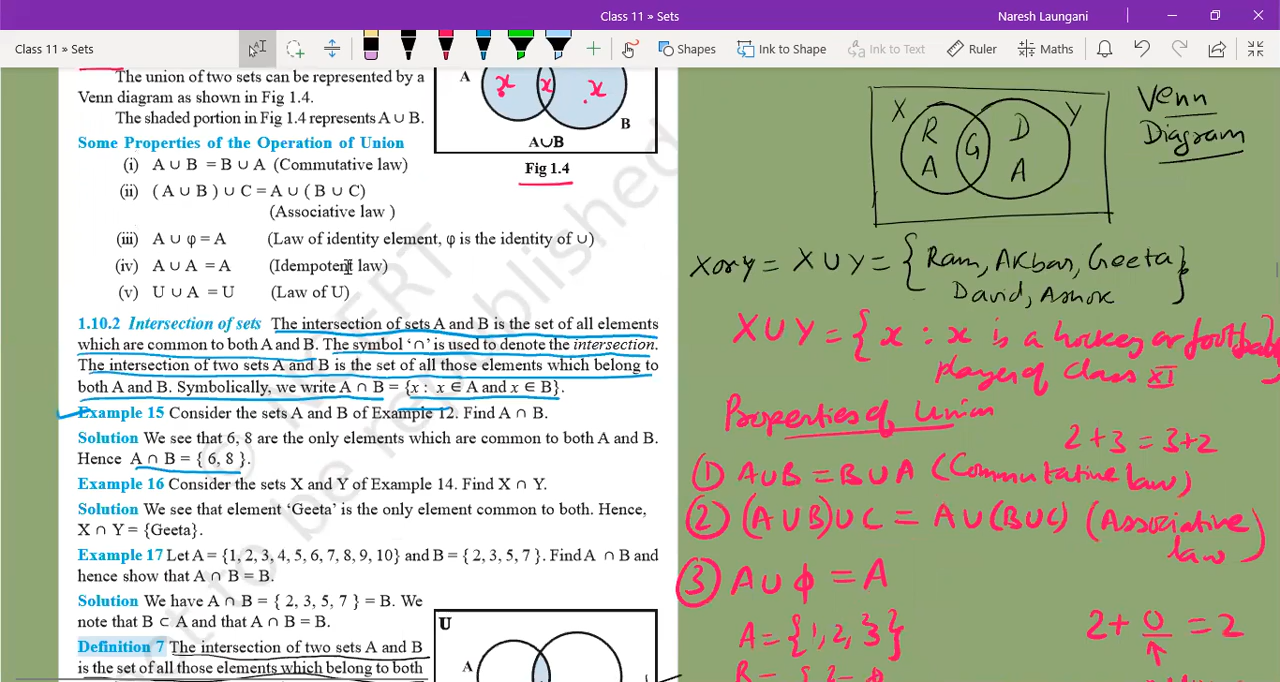 Class 11 » Sets
Naresh Laungani
Class 11 » Sets
Shapes
Ink to Shape
Ink to Text
Ruler
Maths
The union of two sets can be represented by a
Venn diagram as shown in Fig 1.4.
The shaded portion in Fig 1.4 represents A ∪ B.
A
x
x
x
B
A∪B
Fig 1.4
Some Properties of the Operation of Union
(i) A ∪ B = B ∪ A (Commutative law)
(ii) ( A ∪ B ) ∪ C = A ∪ ( B ∪ C)
(Associative law )
(iii) A ∪ φ = A (Law of identity element, φ is the identity of ∪)
(iv) A ∪ A = A (Idempotent law)
(v) U ∪ A = U (Law of U)
1.10.2 Intersection of sets The intersection of sets A and B is the set of all elements
which are common to both A and B. The symbol ‘∩’ is used to denote the intersection.
The intersection of two sets A and B is the set of all those elements which belong to
both A and B. Symbolically, we write A ∩ B = {x : x ∈ A and x ∈ B}.
Example 15 Consider the sets A and B of Example 12. Find A ∩ B.
Solution We see that 6, 8 are the only elements which are common to both A and B.
Hence A ∩ B = { 6, 8 }.
Example 16 Consider the sets X and Y of Example 14. Find X ∩ Y.
Solution We see that element ‘Geeta’ is the only element common to both. Hence,
X ∩ Y = {Geeta}.
Example 17 Let A = {1, 2, 3, 4, 5, 6, 7, 8, 9, 10} and B = { 2, 3, 5, 7 }. Find A ∩ B and
hence show that A ∩ B = B.
Solution We have A ∩ B = { 2, 3, 5, 7 } = B. We
note that B ⊂ A and that A ∩ B = B.
Definition 7 The intersection of two sets A and B
is the set of all those elements which belong to both
U
A
X
R
A
G
D
A
Y
Venn
Diagram
X or Y = X ∪ Y = { Ram, Akbar, Geeta
David, Ashok }
X ∪ Y = { x : x is a hockey or football
player of class XI
Properties of Union
2 + 3 = 3 + 2
① A∪B = B∪A (Commutative law)
② (A∪B)∪C = A∪(B∪C) (Associative
law)
③ A∪φ = A
A = {1, 2, 3}
2 + 0 = 2